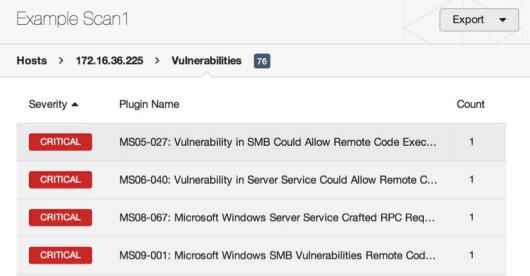 Example Scan1
Export
Hosts > 172.16.36.225 > Vulnerabilities 76
Severity Plugin Name Count
CRITICAL MS05-027: Vulnerability in SMB Could Allow Remote Code Exec... 1
CRITICAL MS06-040: Vulnerability in Server Service Could Allow Remote C... 1
CRITICAL MS08-067: Microsoft Windows Server Service Crafted RPC Req... 1
CRITICAL MS09-001: Microsoft Windows SMB Vulnerabilities Remote Cod... 1